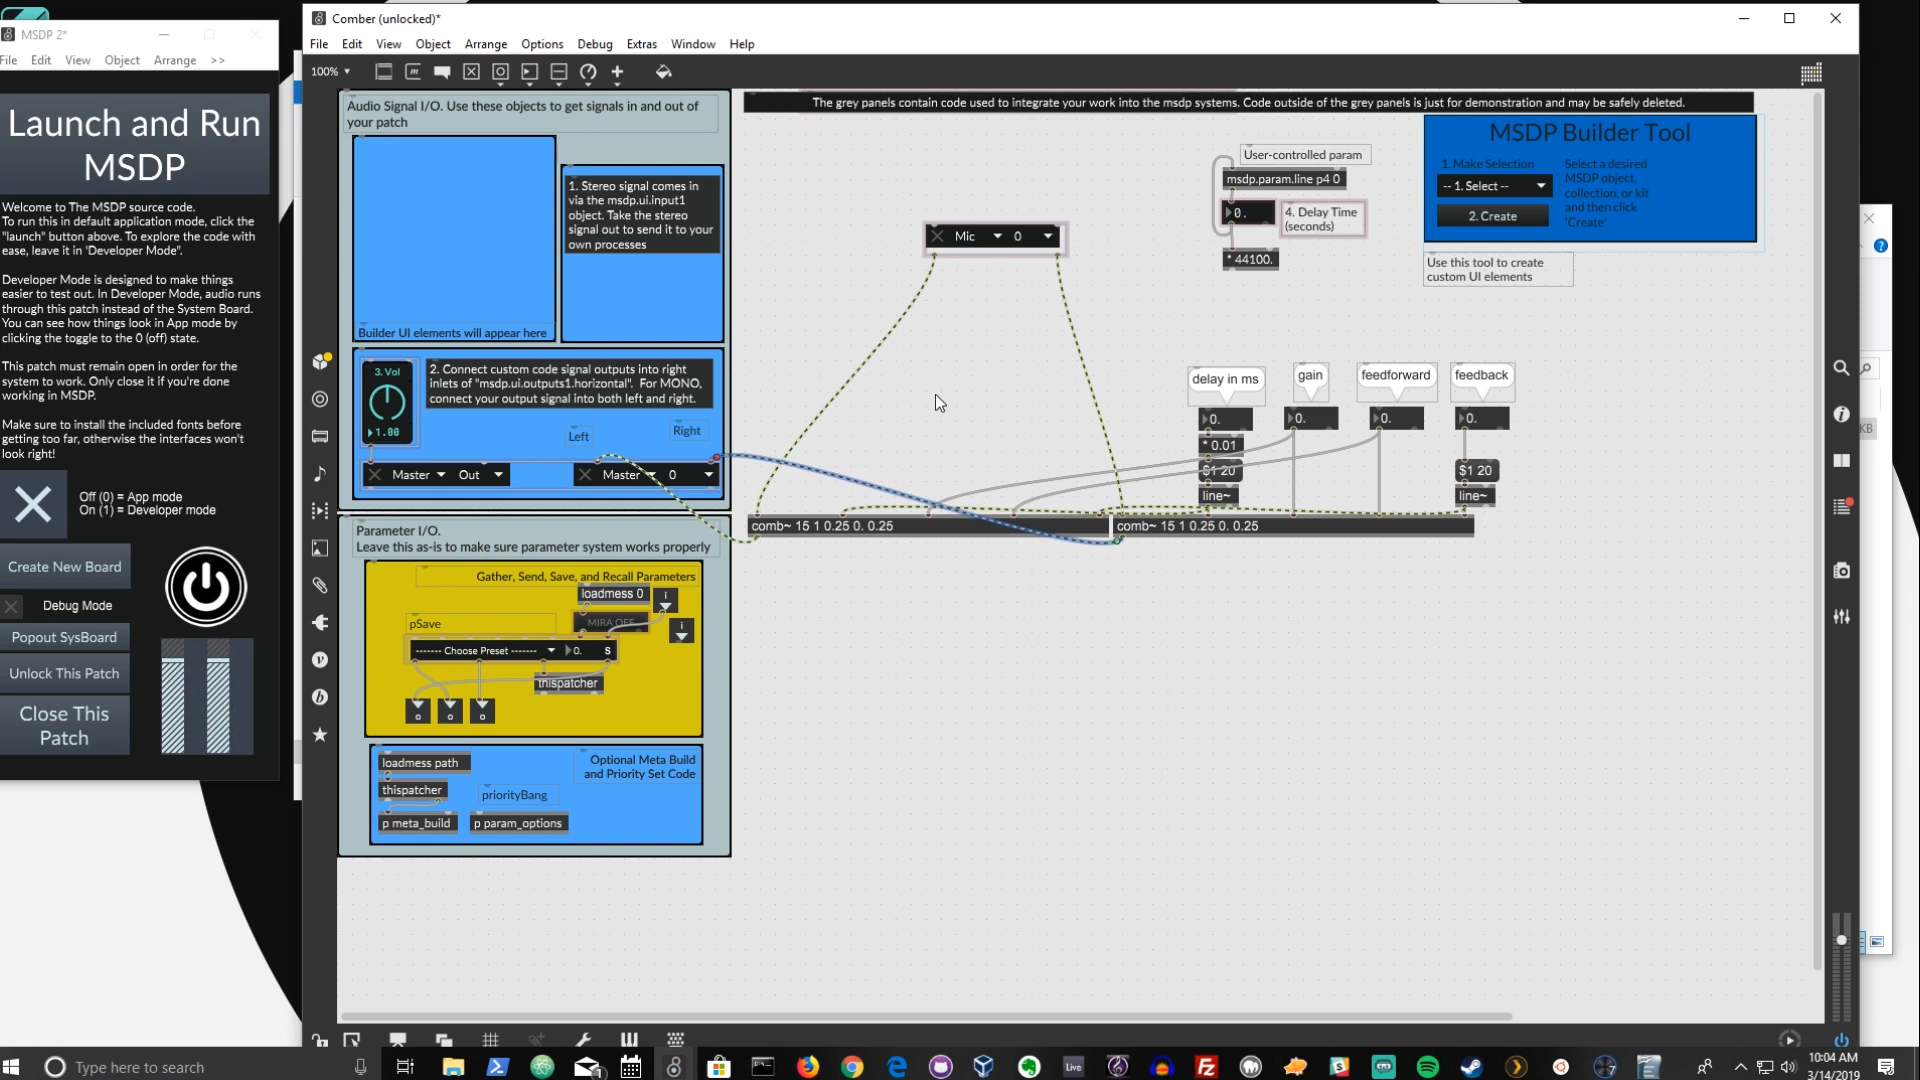 MSDP 2*
File Edit View Object Arrange >>
Launch and Run
MSDP
Welcome to The MSDP source code.
To run this in default application mode, click the
"launch" button above. To explore the code with
ease, leave it in 'Developer Mode".
Developer Mode is designed to make things
easier to test out. In Developer Mode, audio runs
through this patch instead of the System Board.
You can see how things look in App mode by
clicking the toggle to the 0 (off) state.
This patch must remain open in order for the
system to work. Only close it if you're done
working in MSDP.
Make sure to install the included fonts before
getting too far, otherwise the interfaces won't
look right!
Off (0) = App mode
On (1) = Developer mode
Create New Board
Debug Mode
Popout SysBoard
Unlock This Patch
Close This
Patch
Comber (unlocked)*
File Edit View Object Arrange Options Debug Extras Window Help
100%
Audio Signal I/O. Use these objects to get signals in and out of
your patch
Builder UI elements will appear here
1. Stereo signal comes in
via the msdp.ui.input1
object. Take the stereo
signal out to send it to your
own processes
3. Vol
1.00
2. Connect custom code signal outputs into right
inlets of "msdp.ui.outputs1.horizontal". For MONO,
connect your output signal into both left and right.
Left
Right
Master Out
Master 0
Parameter I/O.
Leave this as-is to make sure parameter system works properly
Gather, Send, Save, and Recall Parameters
loadmess 0
i
MIRA OFF
i
pSave
------- Choose Preset ------- 0. S
thispatcher
o o o
loadmess path
thispatcher
p meta_build
priorityBang
p param_options
Optional Meta Build
and Priority Set Code
The grey panels contain code used to integrate your work into the msdp systems. Code outside of the grey panels is just for demonstration and may be safely deleted.
Mic 0
User-controlled param
msdp.param.line p4 0
0.
4. Delay Time
(seconds)
* 44100.
MSDP Builder Tool
1. Make Selection
-- 1. Select --
2. Create
Select a desired
MSDP object,
collection, or kit
and then click
'Create'
Use this tool to create
custom UI elements
delay in ms
gain
feedforward
feedback
0.
0.
0.
0.
* 0.01
$1 20
line~
$1 20
line~
comb~ 15 1 0.25 0. 0.25
comb~ 15 1 0.25 0. 0.25
KB
Type here to search
1
Live
10:04 AM
3/14/2019